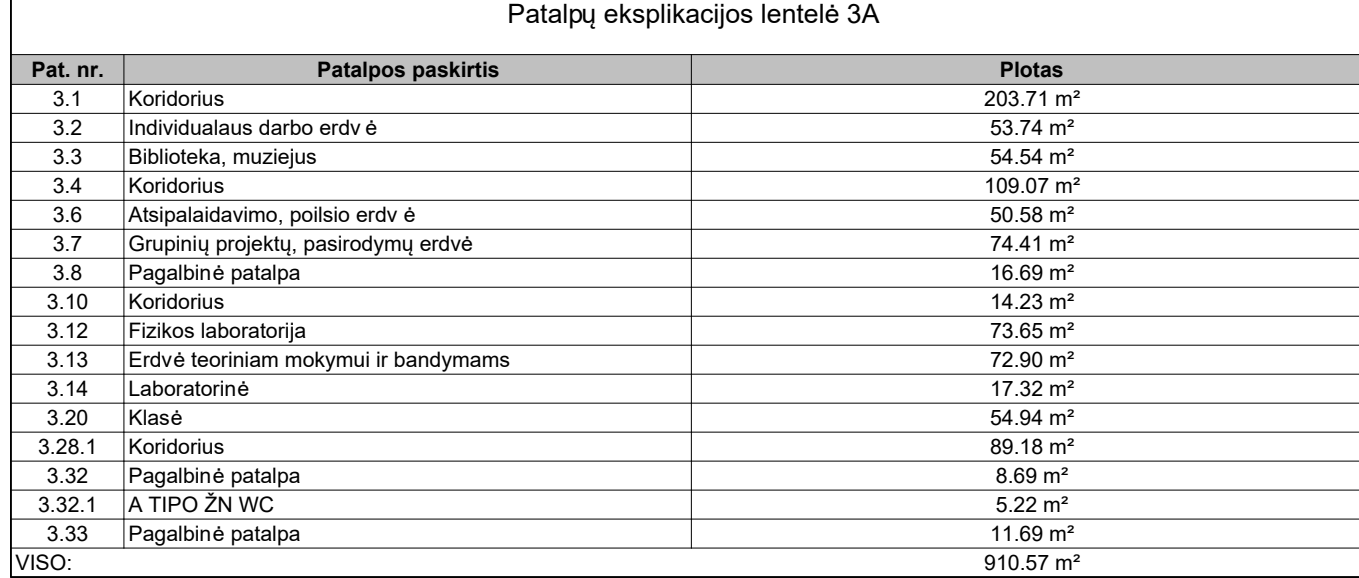 Patalpų eksplikacijos lentelė 3A
Pat. nr. Patalpos paskirtis Plotas
3.1 Koridorius 203.71 m²
3.2 Individualaus darbo erdv ė 53.74 m²
3.3 Biblioteka, muziejus 54.54 m²
3.4 Koridorius 109.07 m²
3.6 Atsipalaidavimo, poilsio erdv ė 50.58 m²
3.7 Grupinių projektų, pasirodymų erdvė 74.41 m²
3.8 Pagalbinė patalpa 16.69 m²
3.10 Koridorius 14.23 m²
3.12 Fizikos laboratorija 73.65 m²
3.13 Erdvė teoriniam mokymui ir bandymams 72.90 m²
3.14 Laboratorinė 17.32 m²
3.20 Klasė 54.94 m²
3.28.1 Koridorius 89.18 m²
3.32 Pagalbinė patalpa 8.69 m²
3.32.1 A TIPO ŽN WC 5.22 m²
3.33 Pagalbinė patalpa 11.69 m²
VISO: 910.57 m²